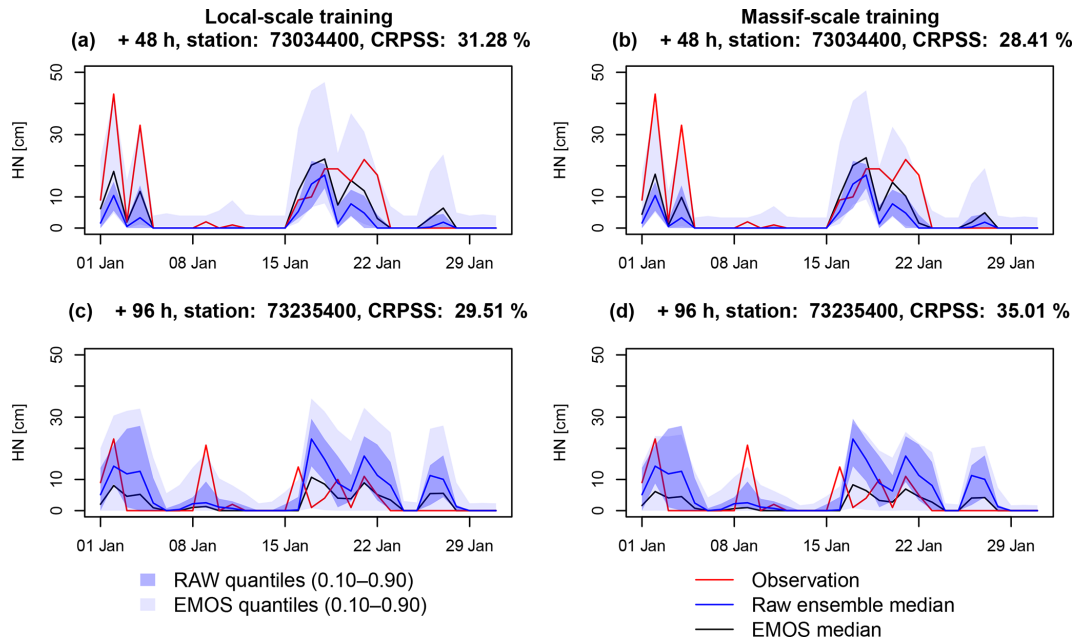 Local-scale training
Massif-scale training
(a) + 48 h, station: 73034400, CRPSS: 31.28 %
(b) + 48 h, station: 73034400, CRPSS: 28.41 %
HN [cm]
50
30
10
0
01 Jan 08 Jan 15 Jan 22 Jan 29 Jan
HN [cm]
50
30
10
0
01 Jan 08 Jan 15 Jan 22 Jan 29 Jan
(c) + 96 h, station: 73235400, CRPSS: 29.51 %
(d) + 96 h, station: 73235400, CRPSS: 35.01 %
HN [cm]
50
30
10
0
01 Jan 08 Jan 15 Jan 22 Jan 29 Jan
HN [cm]
50
30
10
0
01 Jan 08 Jan 15 Jan 22 Jan 29 Jan
RAW quantiles (0.10–0.90)
EMOS quantiles (0.10–0.90)
Observation
Raw ensemble median
EMOS median